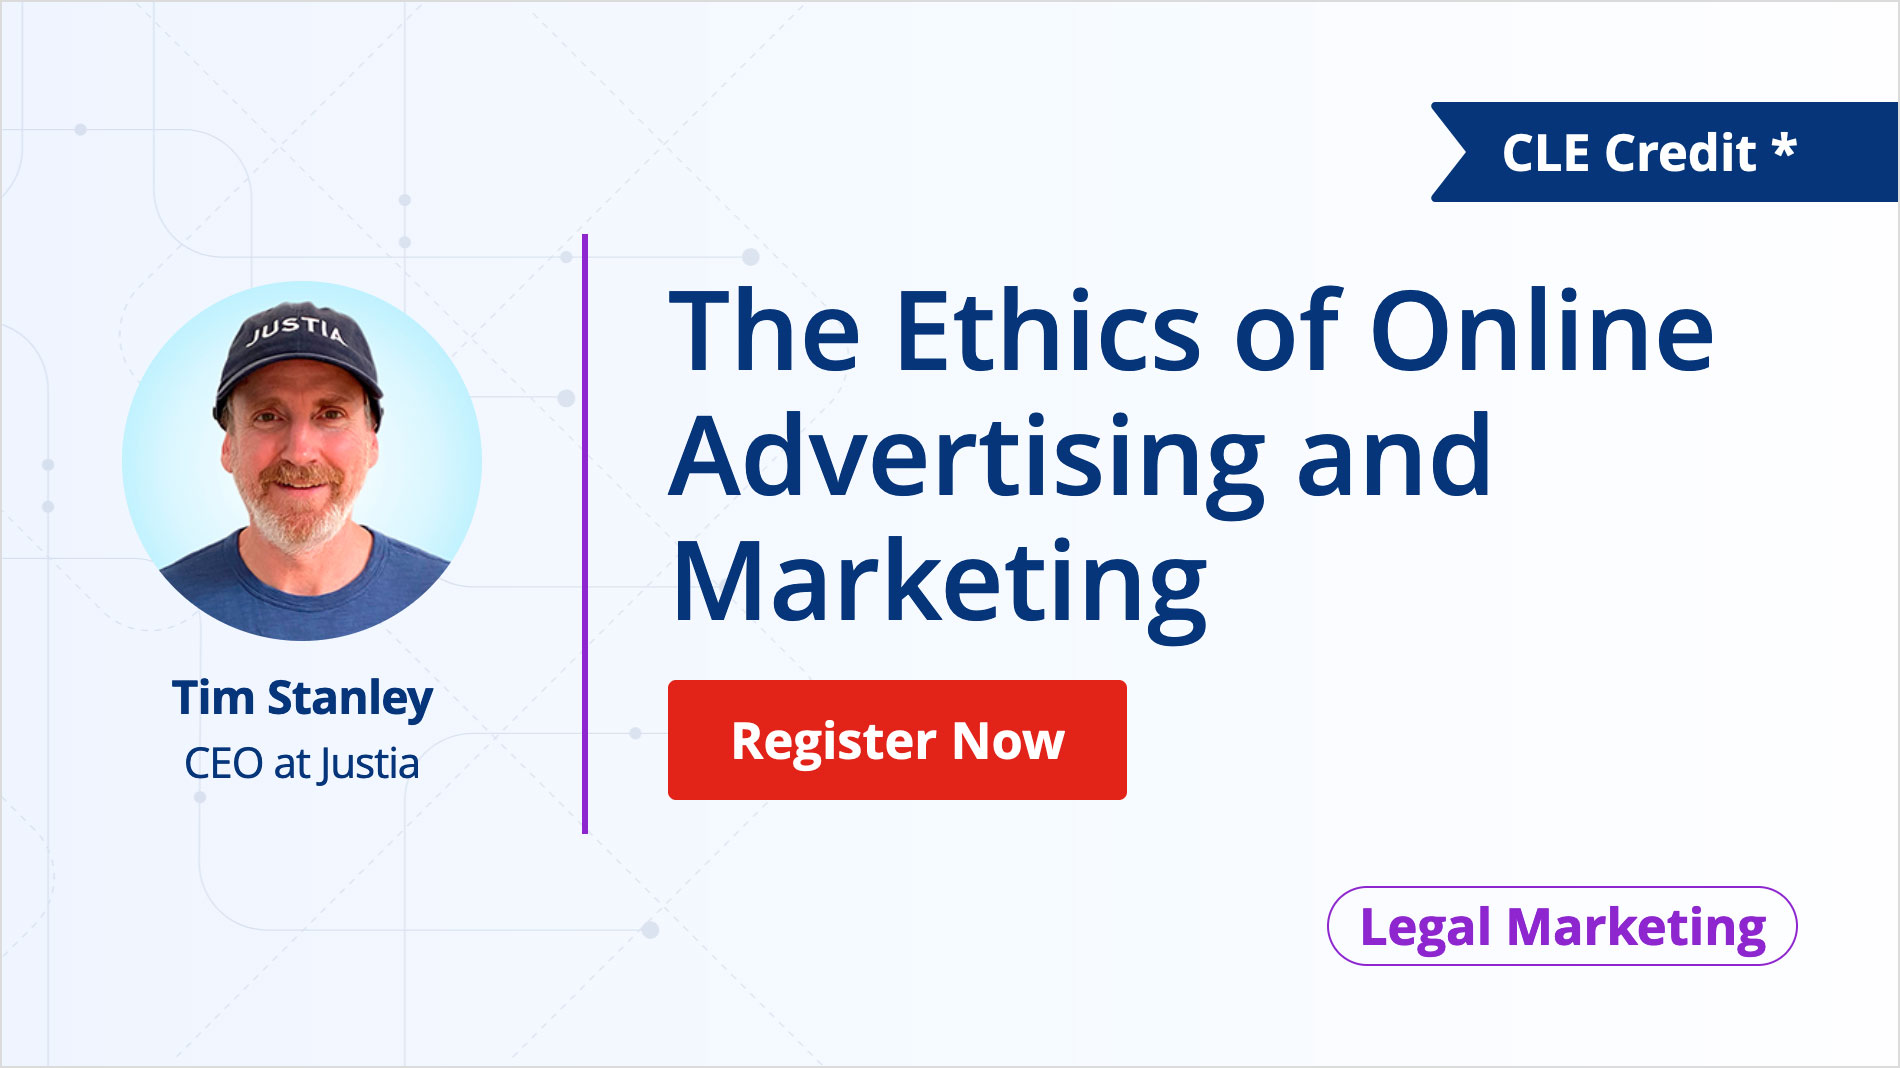 CLE Credit *
JUSTIA
Tim Stanley
CEO at Justia
The Ethics of Online
Advertising and
Marketing
Register Now
Legal Marketing